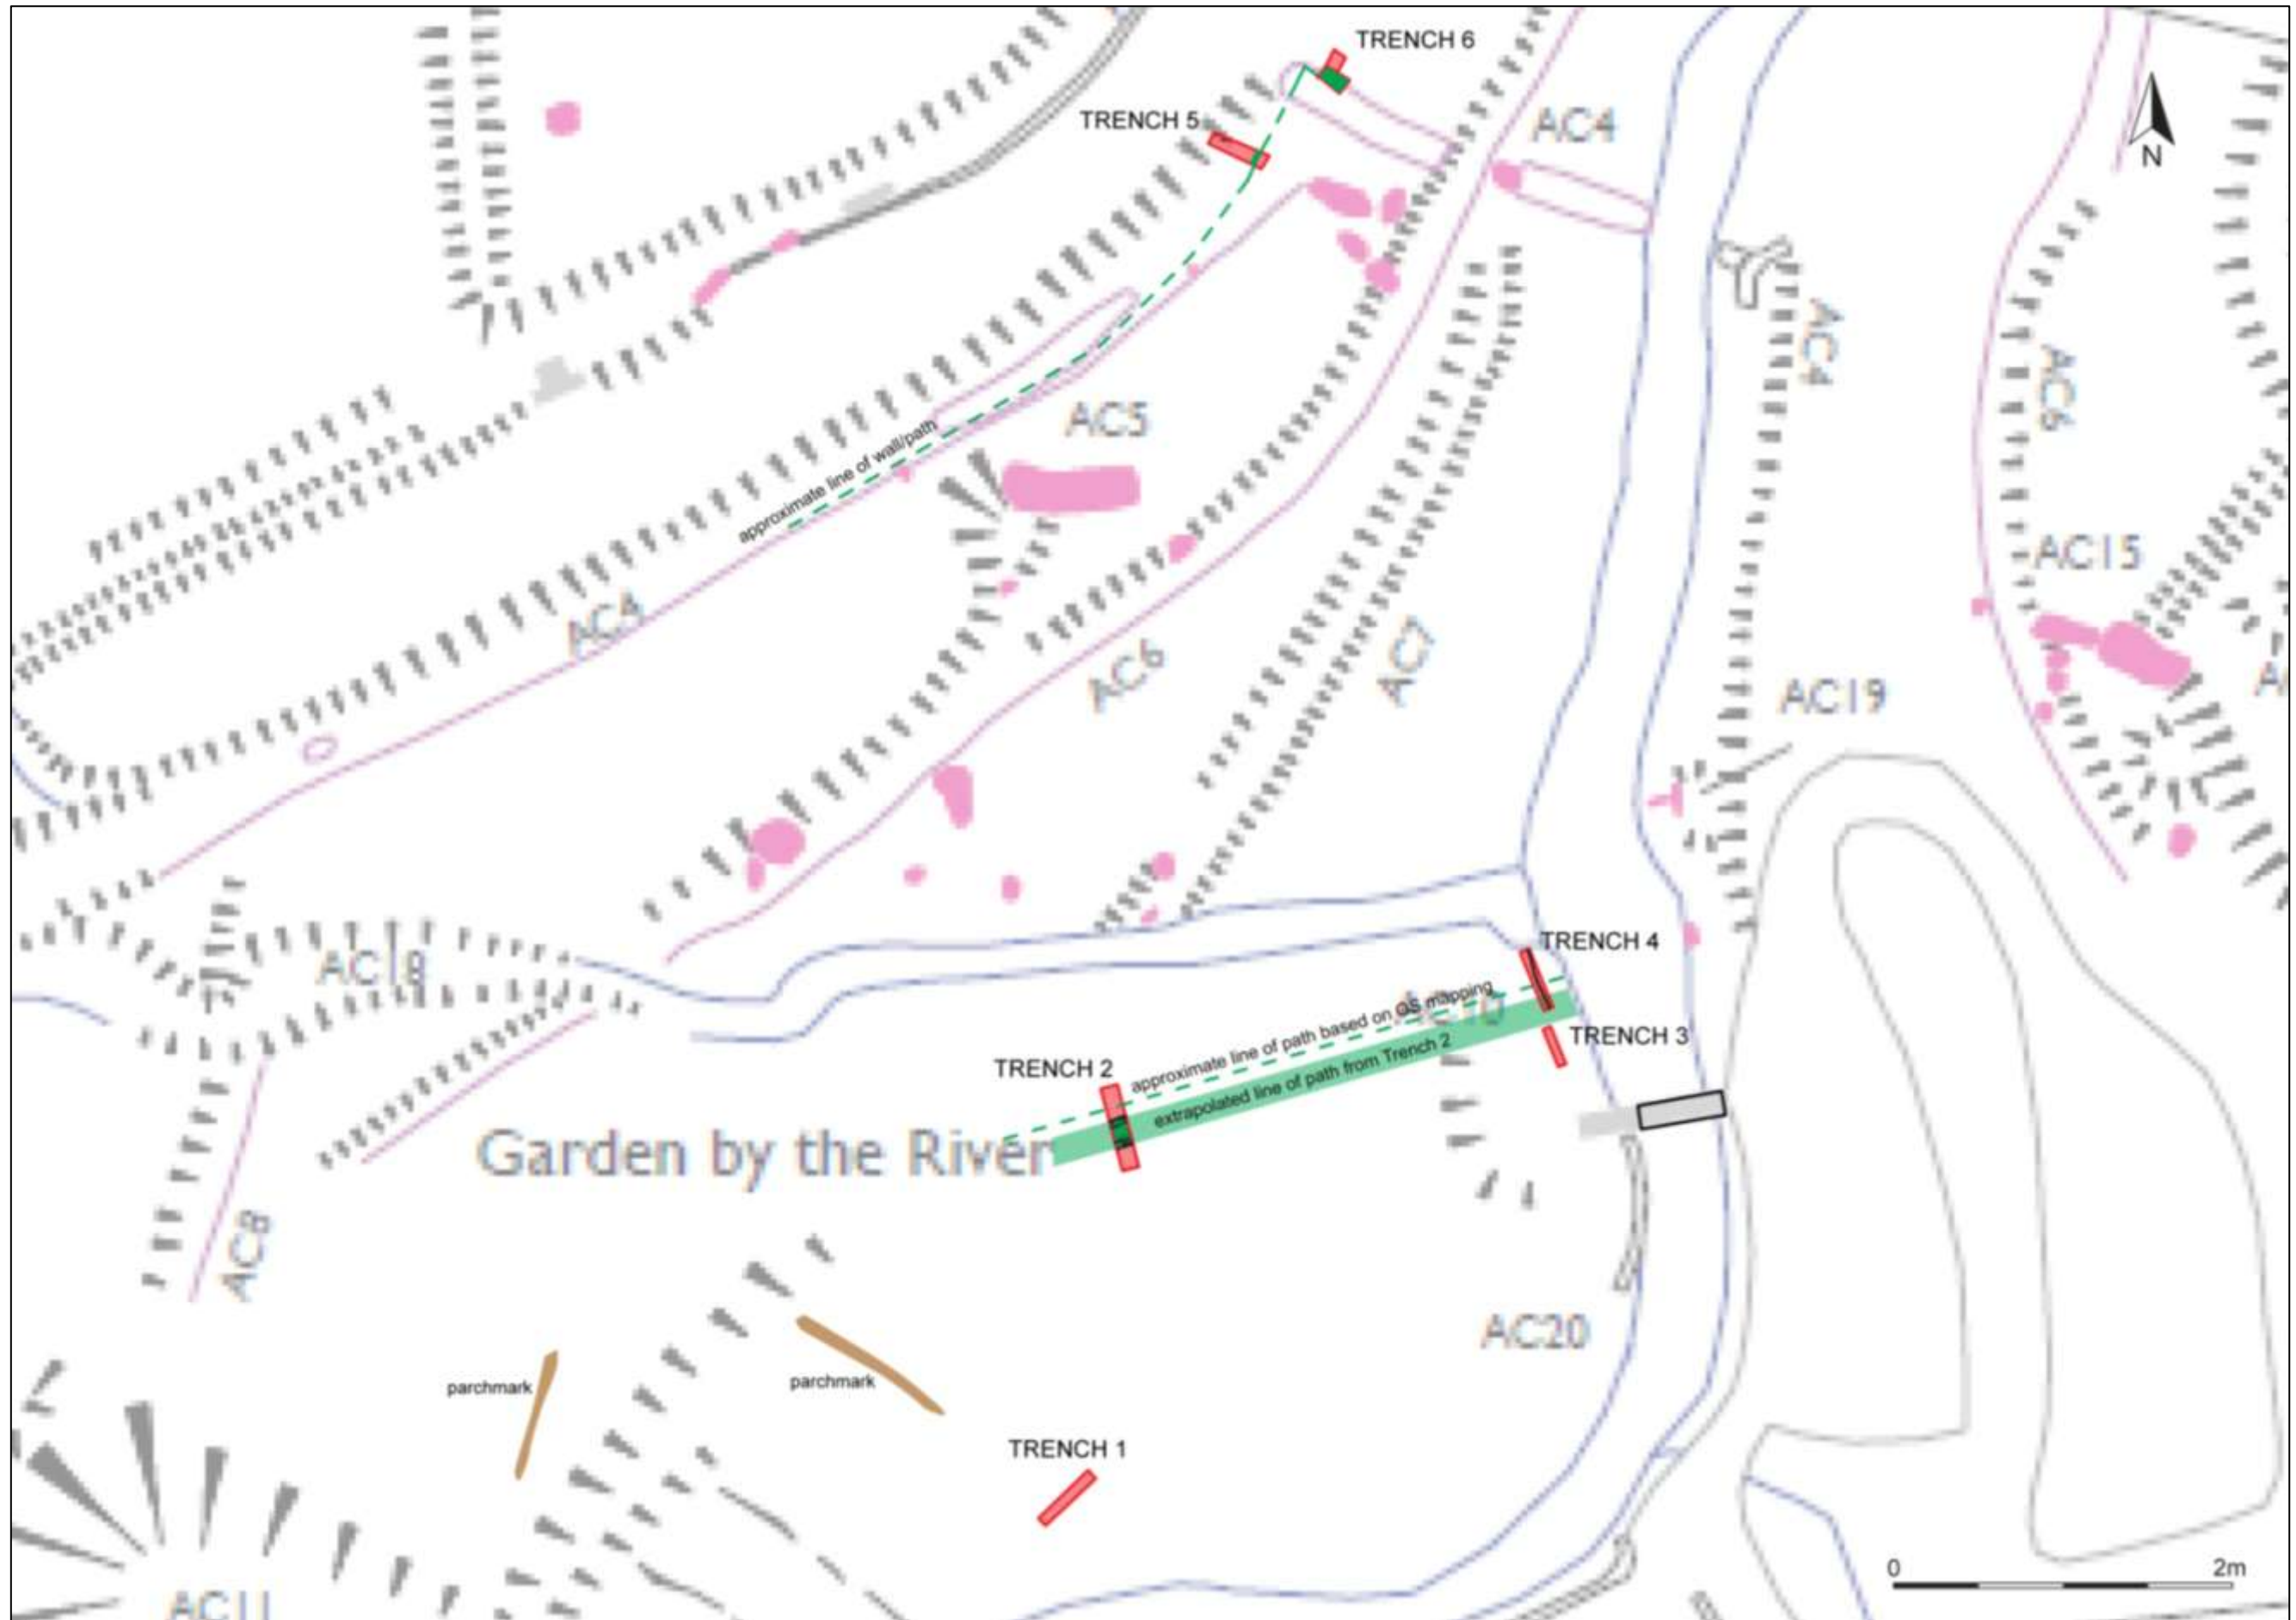 TRENCH 6
TRENCH 5
AC4
N
AC4
AC6
AC5
approximate line of wall/path
AC15
AC4
AC6
AC7
AC19
AC18
TRENCH 4
approximate line of path based on OS mapping
AC10
TRENCH 3
TRENCH 2
extrapolated line of path from Trench 2
Garden by the River
AC8
AC20
parchmark
parchmark
TRENCH 1
0 2m
AC11